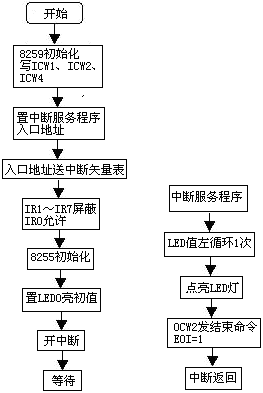 开始
8259初始化
写ICW1、ICW2、
ICW4
置中断服务程序
入口地址
入口地址送中断矢量表
IR1～IR7屏蔽
IR0允许
8255初始化
置LED0亮初值
开中断
等待
中断服务程序
LED值左循环1次
点亮LED灯
OCW2发结束命令
EOI=1
中断返回